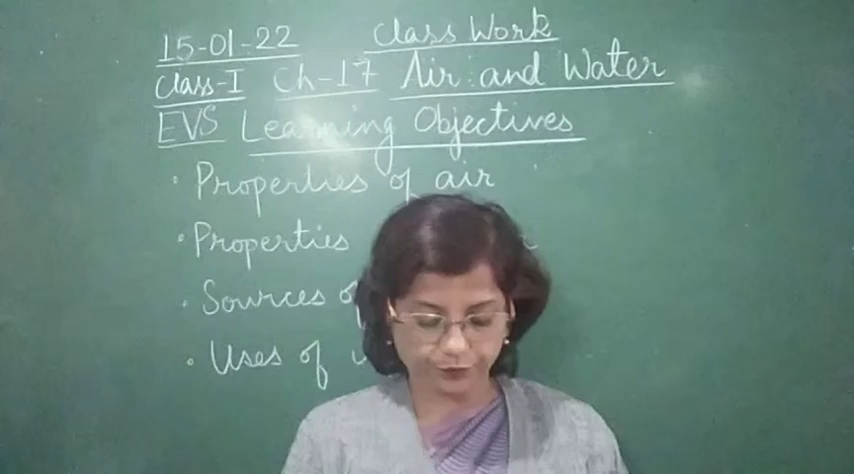 15-01-22 Class Work
Class-I Ch-17 Air and Water
EVS Learning Objectives
• Properties of air
• Properties
• Sources of
• Uses of